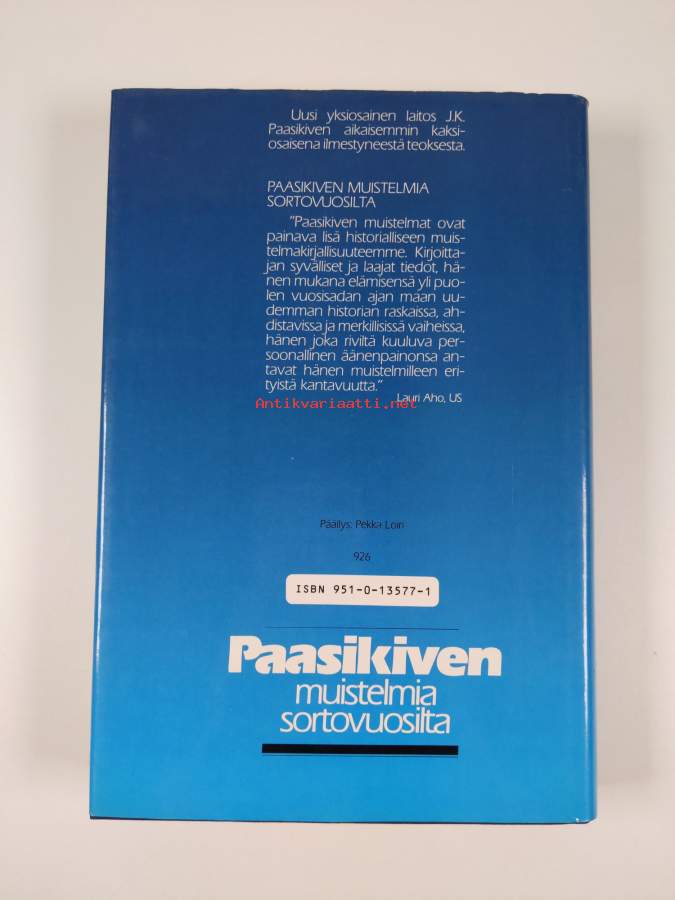 Uusi yksiosainen laitos J.K.
Paasikiven aikaisemmin kaksi-
osaisena ilmestyneestä teoksesta.
PAASIKIVEN MUISTELMIA
SORTOVUOSILTA
"Paasikiven muistelmat ovat
painava lisä historialliseen muis-
telmakirjallisuuteemme. Kirjoitta-
jan syvälliset ja laajat tiedot, hä-
nen mukana elämisensä yli puo-
len vuosisadan ajan maan uu-
demman historian raskaissa, ah-
distavissa ja merkillisissä vaiheissa,
hänen joka riviltä kuuluva per-
soonallinen äänenpainonsa an-
tavat hänen muistelmilleen eri-
tyistä kantavuutta."
Lauri Aho, US
Antikvariaatti.net
Päällys: Pekka Loiri
926
ISBN 951-0-13577-1
Paasikiven
muistelmia
sortovuosilta